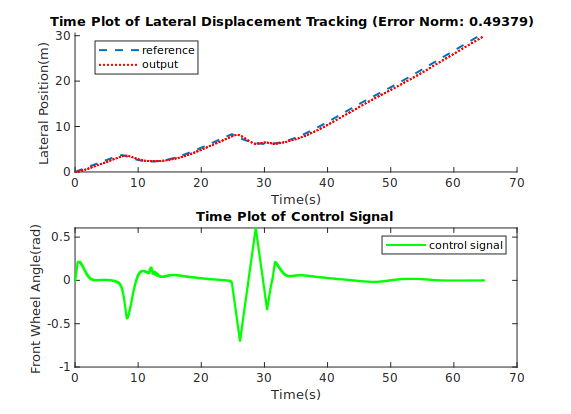 Time Plot of Lateral Displacement Tracking (Error Norm: 0.49379)
30
20
10
0
Lateral Position(m)
reference
output
0 10 20 30 40 50 60 70
Time(s)
Time Plot of Control Signal
0.5
0
-0.5
-1
Front Wheel Angle(rad)
control signal
0 10 20 30 40 50 60 70
Time(s)